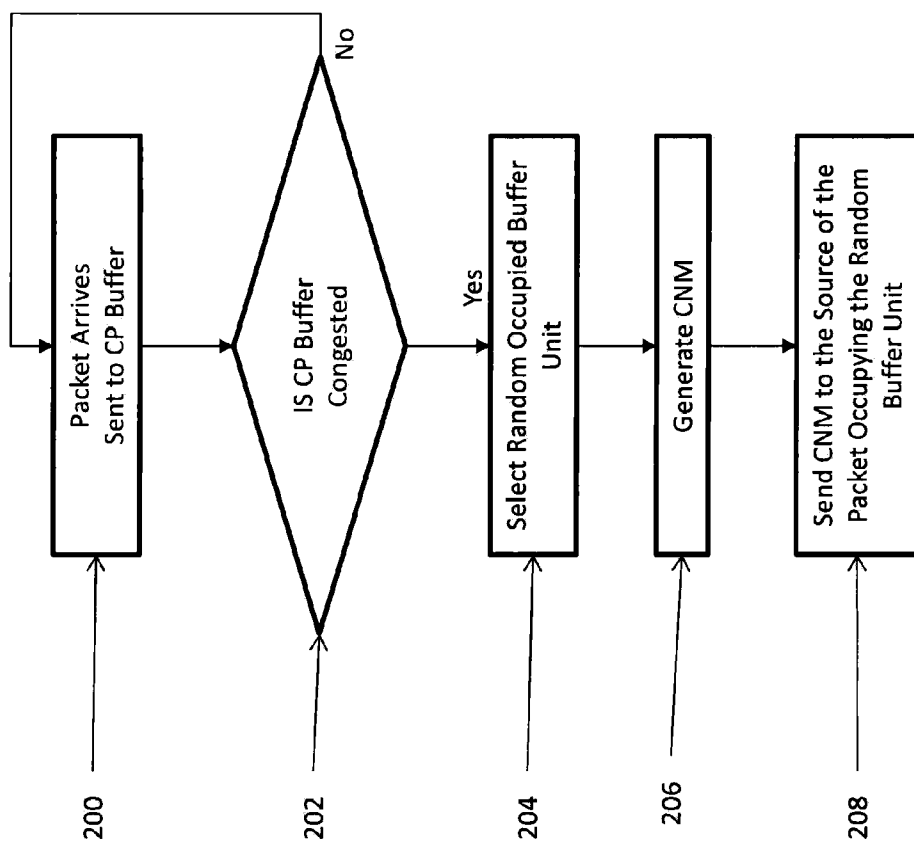 200
Packet Arrives
Sent to CP Buffer
202
IS CP Buffer
Congested
No
Yes
204
Select Random Occupied Buffer
Unit
206
Generate CNM
208
Send CNM to the Source of the
Packet Occupying the Random
Buffer Unit